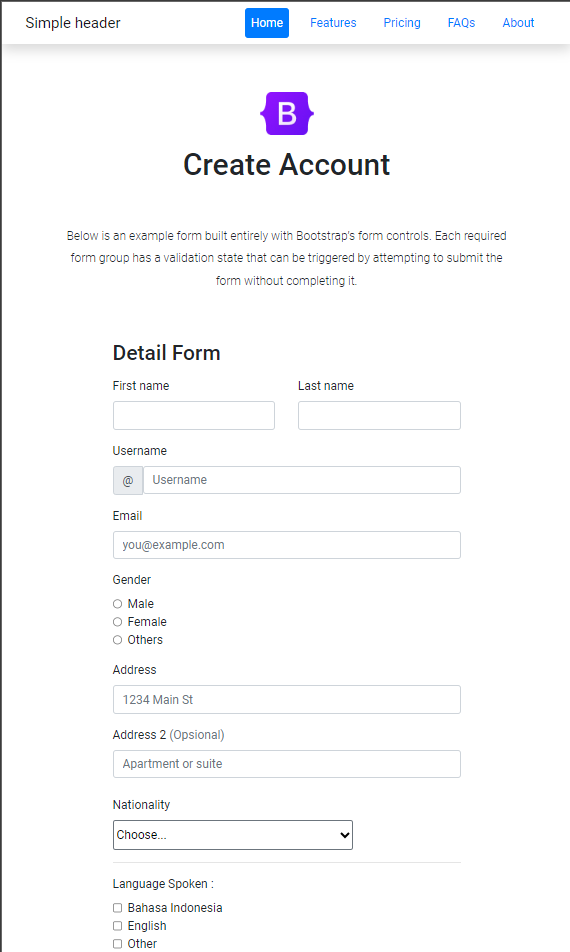 Simple header Home Features Pricing FAQs About
B
Create Account
Below is an example form built entirely with Bootstrap's form controls. Each required
form group has a validation state that can be triggered by attempting to submit the
form without completing it.
Detail Form
First name Last name
Username
@ Username
Email
you@example.com
Gender
Male
Female
Others
Address
1234 Main St
Address 2 (Opsional)
Apartment or suite
Nationality
Choose...
Language Spoken :
Bahasa Indonesia
English
Other